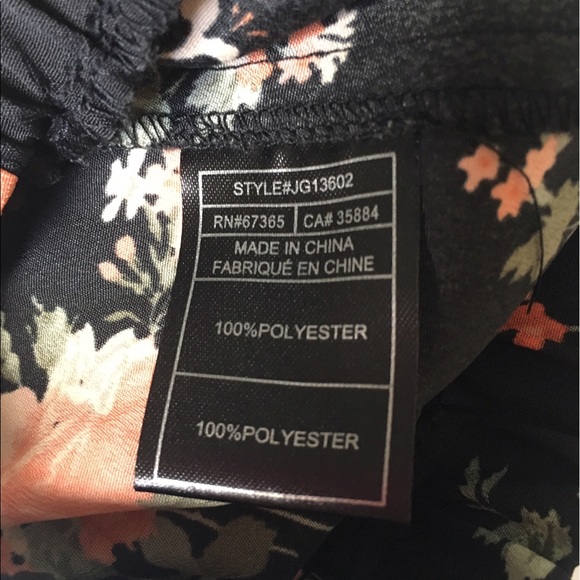 STYLE#JG13602
RN#67365 CA# 35884
MADE IN CHINA
FABRIQUÉ EN CHINE
100%POLYESTER
100%POLYESTER